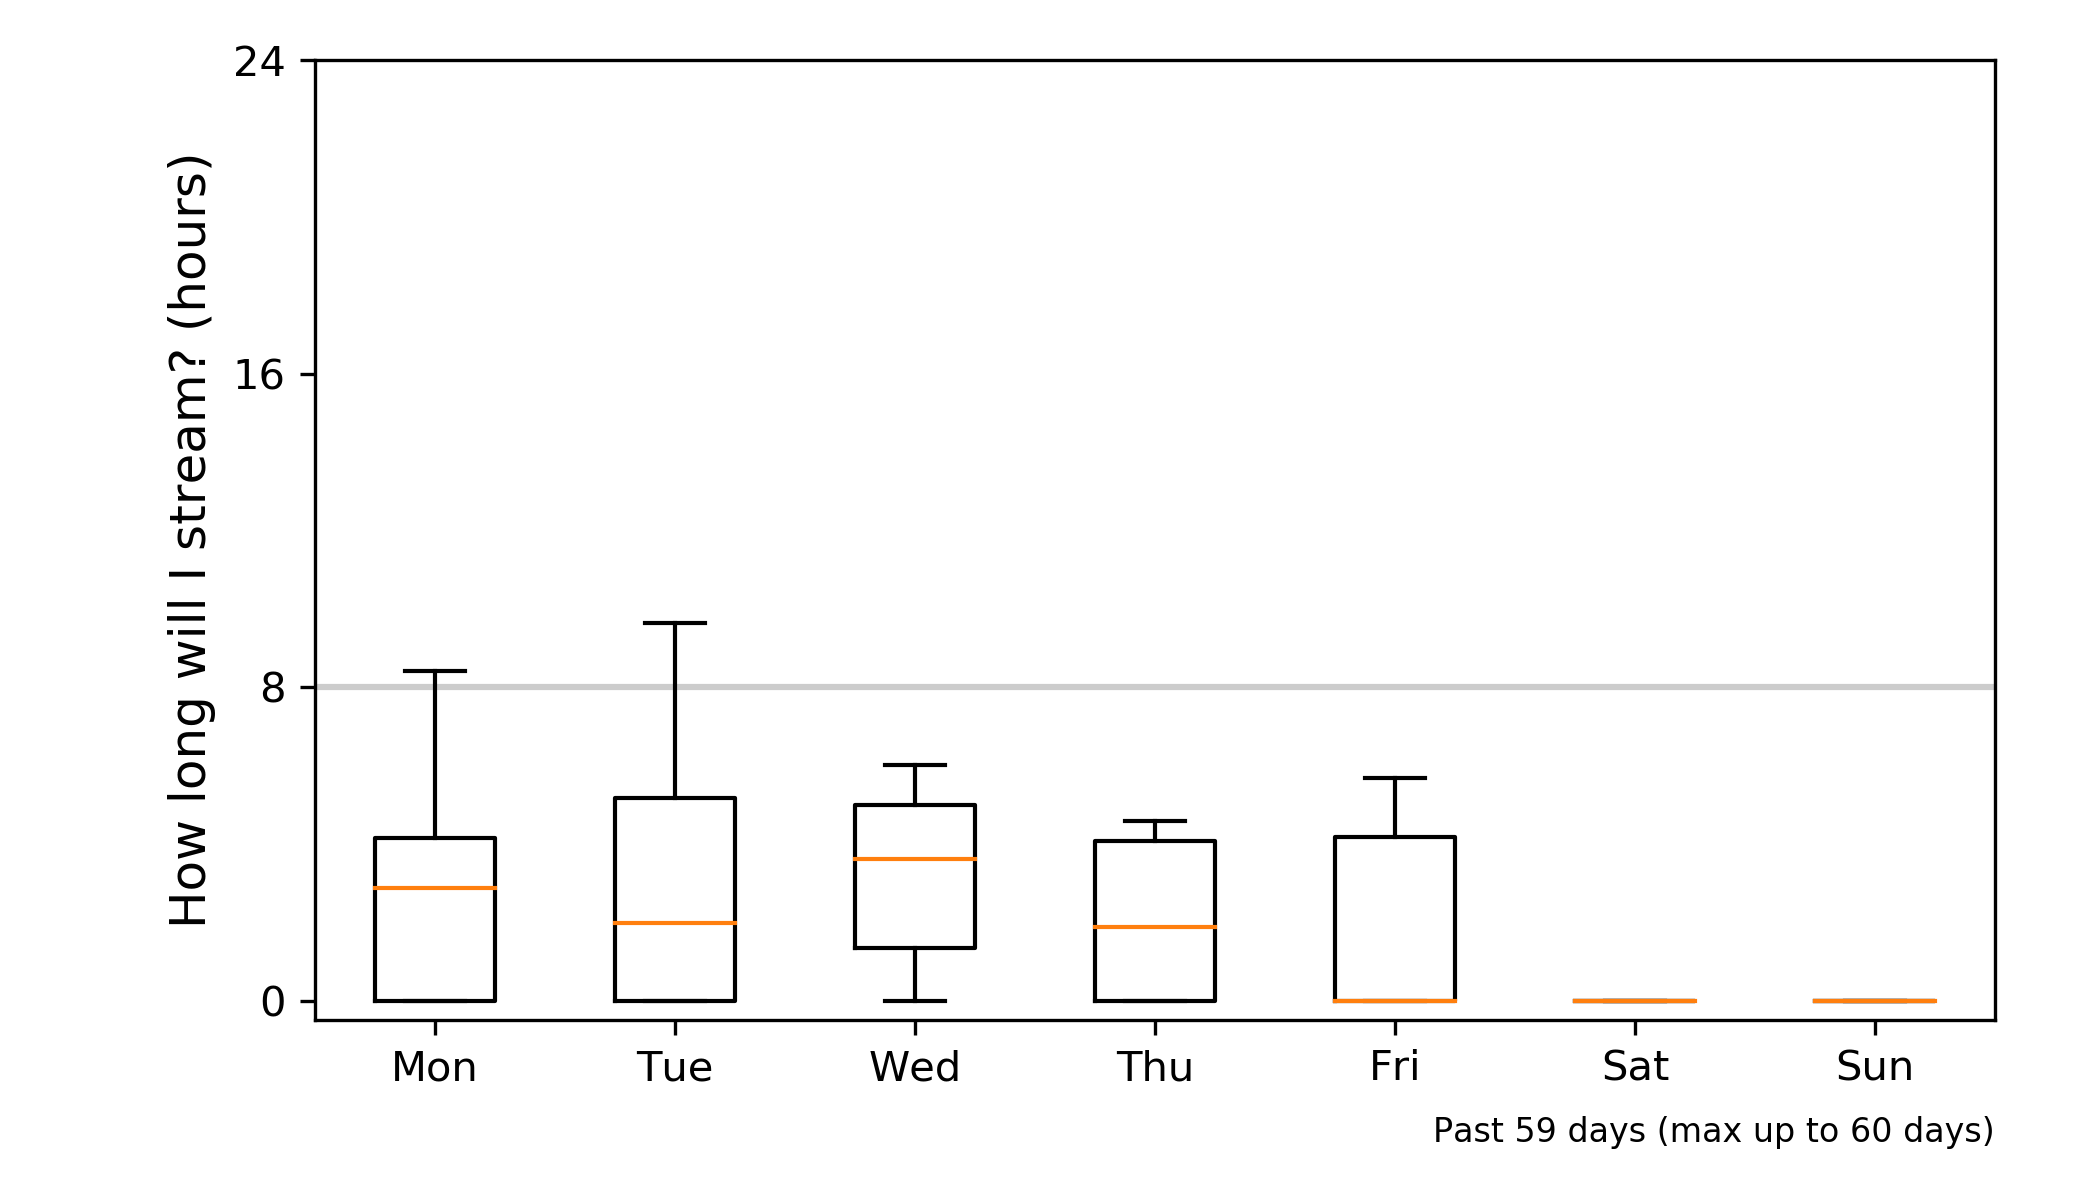 How long will I stream? (hours)
24
16
8
0
Mon Tue Wed Thu Fri Sat Sun
Past 59 days (max up to 60 days)